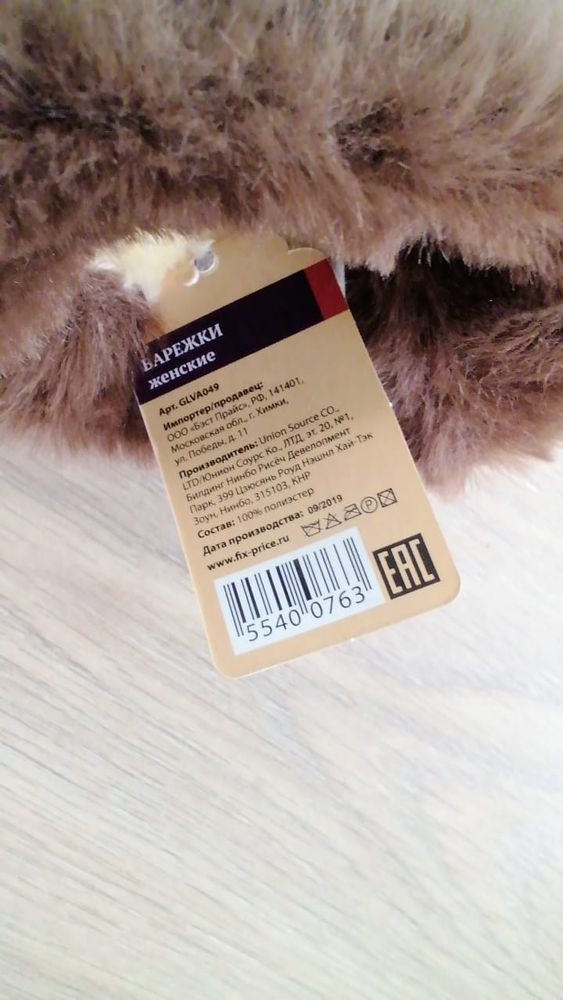 ВАРЕЖКИ
женские
Арт. GLVA049
Импортер/продавец:
ООО «Бэст Прайс», РФ, 141401,
Московская обл., г. Химки,
ул. Победы, д. 11
Производитель: Union Source CO.,
LTD/Юнион Соурс Ко., ЛТД, эт. 20, №1,
Билдинг Нинбо Рисёч Девелопмент
Парк, 399 Цзюсянь Роуд Нэшнл Хай-Тэк
Зоун, Нинбо, 315103, КНР
Состав: 100% полиэстер
Дата производства: 09/2019
www.fix-price.ru
5540 0763
EAC